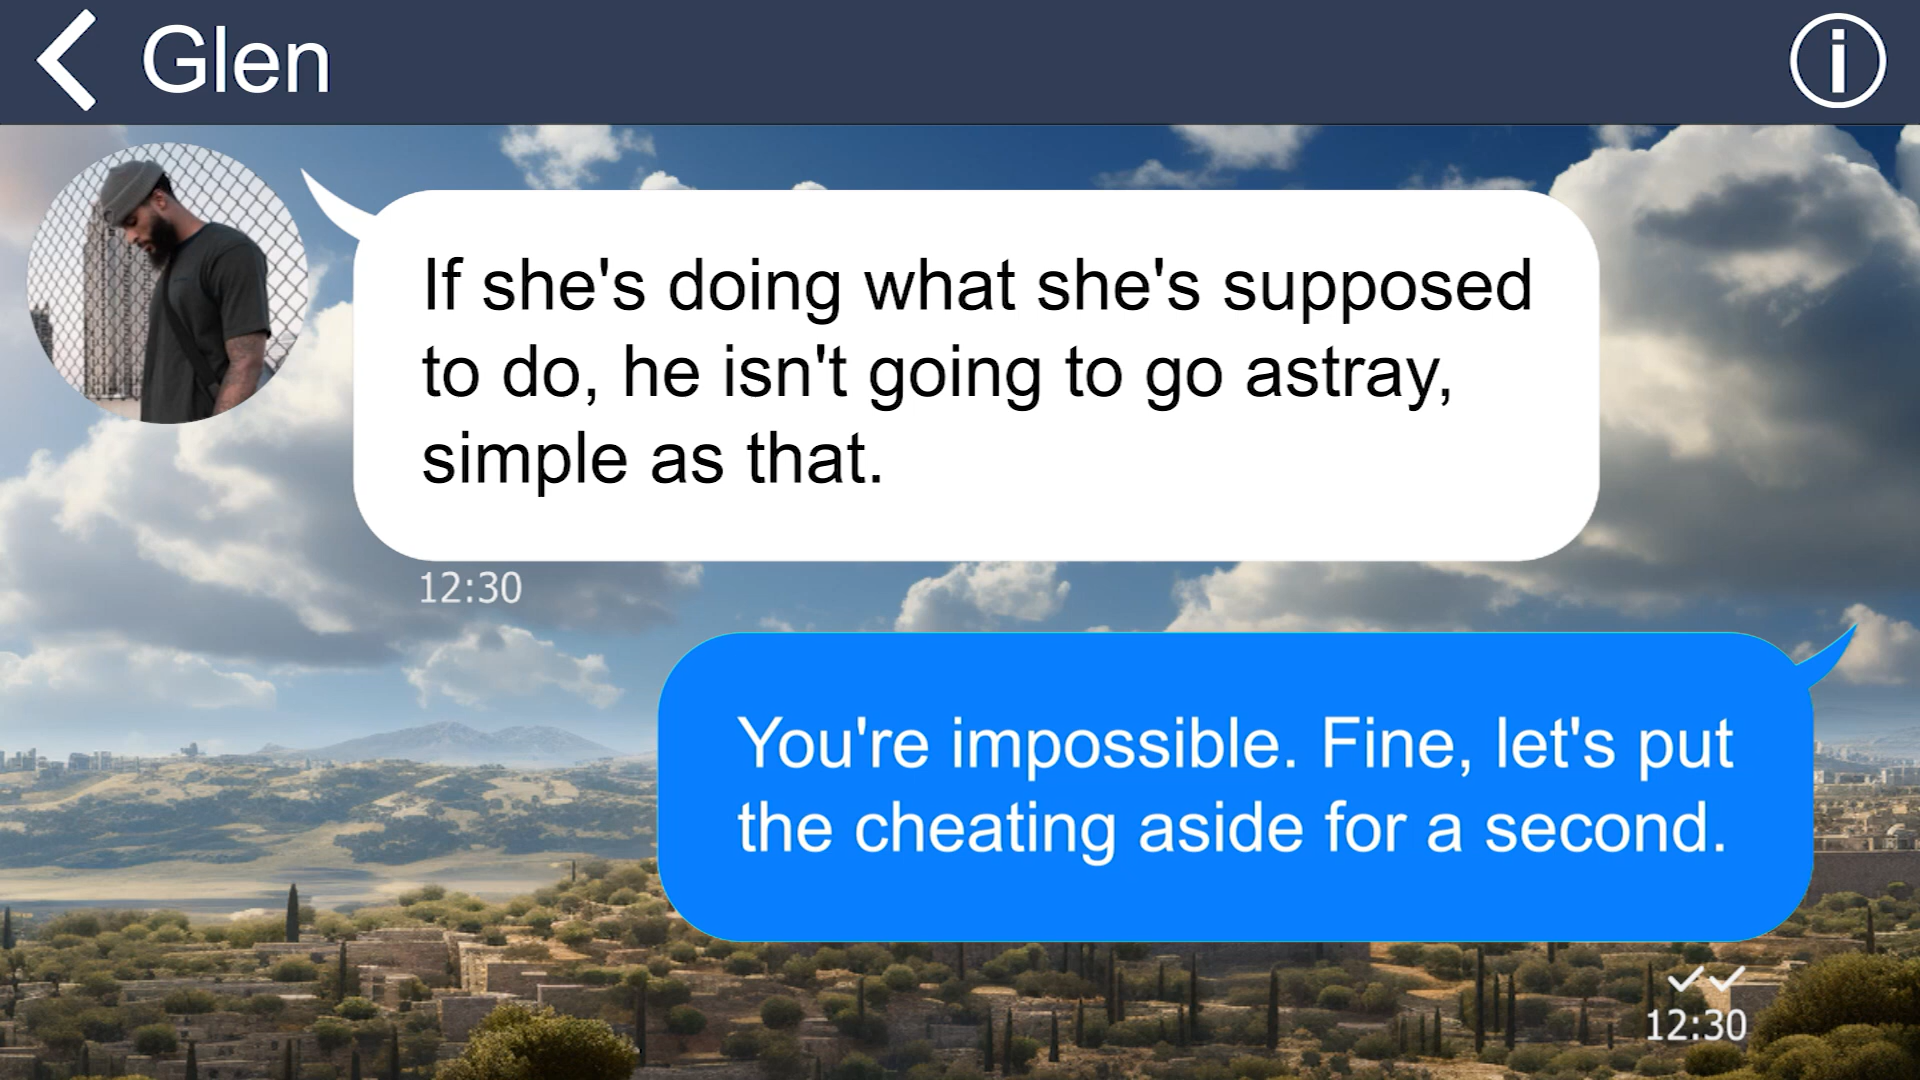 Glen
If she's doing what she's supposed
to do, he isn't going to go astray,
simple as that.
12:30
You're impossible. Fine, let's put
the cheating aside for a second.
12:30